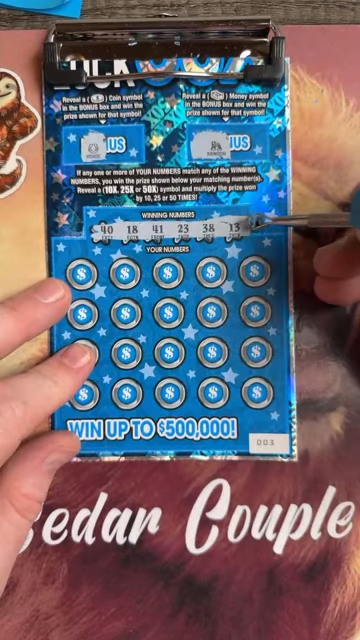 LUCK
Reveal a ( ) Coin symbol
in the BONUS box and win the
prize shown for that symbol!
Reveal a ( ) Money symbol
in the BONUS box and win the
prize shown for that symbol!
If any one or more of YOUR NUMBERS match any of the WINNING
NUMBERS, you win the prize shown below your matching number(s).
Reveal a (10X, 25X or 50X) symbol and multiply the prize won
by 10, 25 or 50 TIMES!
WINNING NUMBERS
40 18 41 23 38 13
YOUR NUMBERS
$ $ $ $ $
$ $ $ $ $
$ $ $ $
$ $ $ $ $
WIN UP TO $500,000!
003
edar Couple